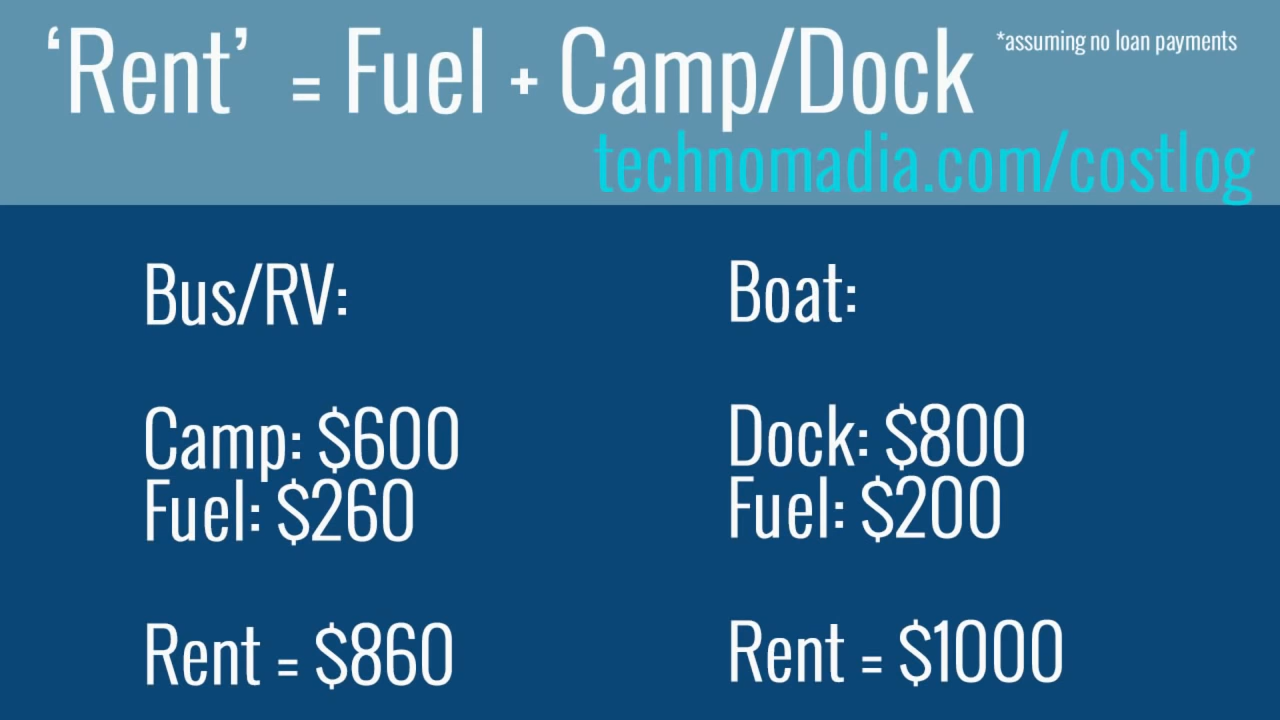 ‘Rent’ = Fuel + Camp/Dock *assuming no loan payments
technomadia.com/costlog
Bus/RV:
Camp: $600
Fuel: $260
Rent = $860
Boat:
Dock: $800
Fuel: $200
Rent = $1000